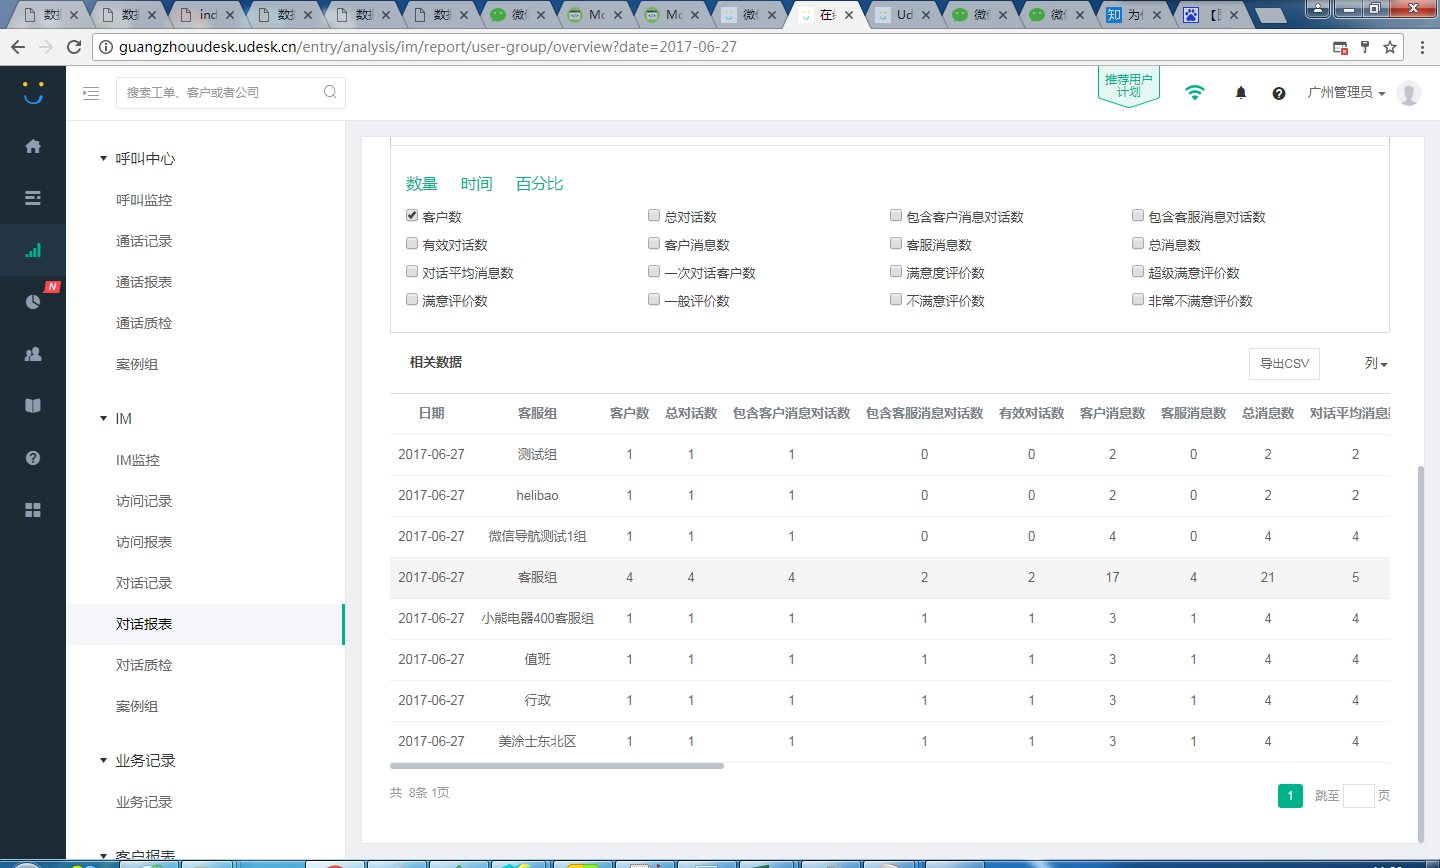 数据
数据
ind
数据
数据
数据
微信
Mo
Mo
微信
在线
Ud
微信
微信
知 为什
【
guangzhouudesk.udesk.cn/entry/analysis/im/report/user-group/overview?date=2017-06-27
搜索工单、客户或者公司
推荐用户
计划
广州管理员
N
呼叫中心
呼叫监控
通话记录
通话报表
通话质检
案例组
IM
IM监控
访问记录
访问报表
对话记录
对话报表
对话质检
案例组
业务记录
业务记录
客户报表
数量 时间 百分比
客户数 总对话数 包含客户消息对话数 包含客服消息对话数
有效对话数 客户消息数 客服消息数 总消息数
对话平均消息数 一次对话客户数 满意度评价数 超级满意评价数
满意评价数 一般评价数 不满意评价数 非常不满意评价数
相关数据 导出CSV 列
日期 客服组 客户数 总对话数 包含客户消息对话数 包含客服消息对话数 有效对话数 客户消息数 客服消息数 总消息数 对话平均消息数
2017-06-27 测试组 1 1 1 0 0 2 0 2 2
2017-06-27 helibao 1 1 1 0 0 2 0 2 2
2017-06-27 微信导航测试1组 1 1 1 0 0 4 0 4 4
2017-06-27 客服组 4 4 4 2 2 17 4 21 5
2017-06-27 小熊电器400客服组 1 1 1 1 1 3 1 4 4
2017-06-27 值班 1 1 1 1 1 3 1 4 4
2017-06-27 行政 1 1 1 1 1 3 1 4 4
2017-06-27 美涂士东北区 1 1 1 1 1 3 1 4 4
共 8条 1页
1 跳至 页